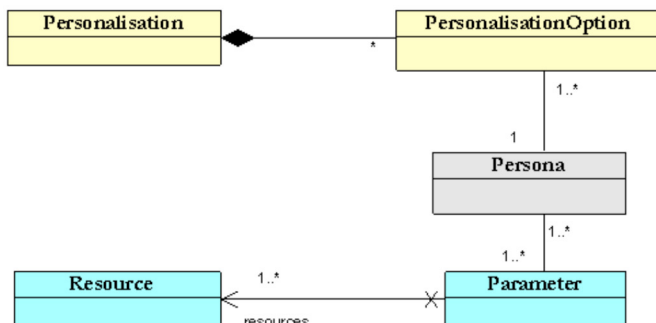 Personalisation
PersonalisationOption
*
1..*
1
Persona
1..*
1..*
Resource
1..*
Parameter
resources